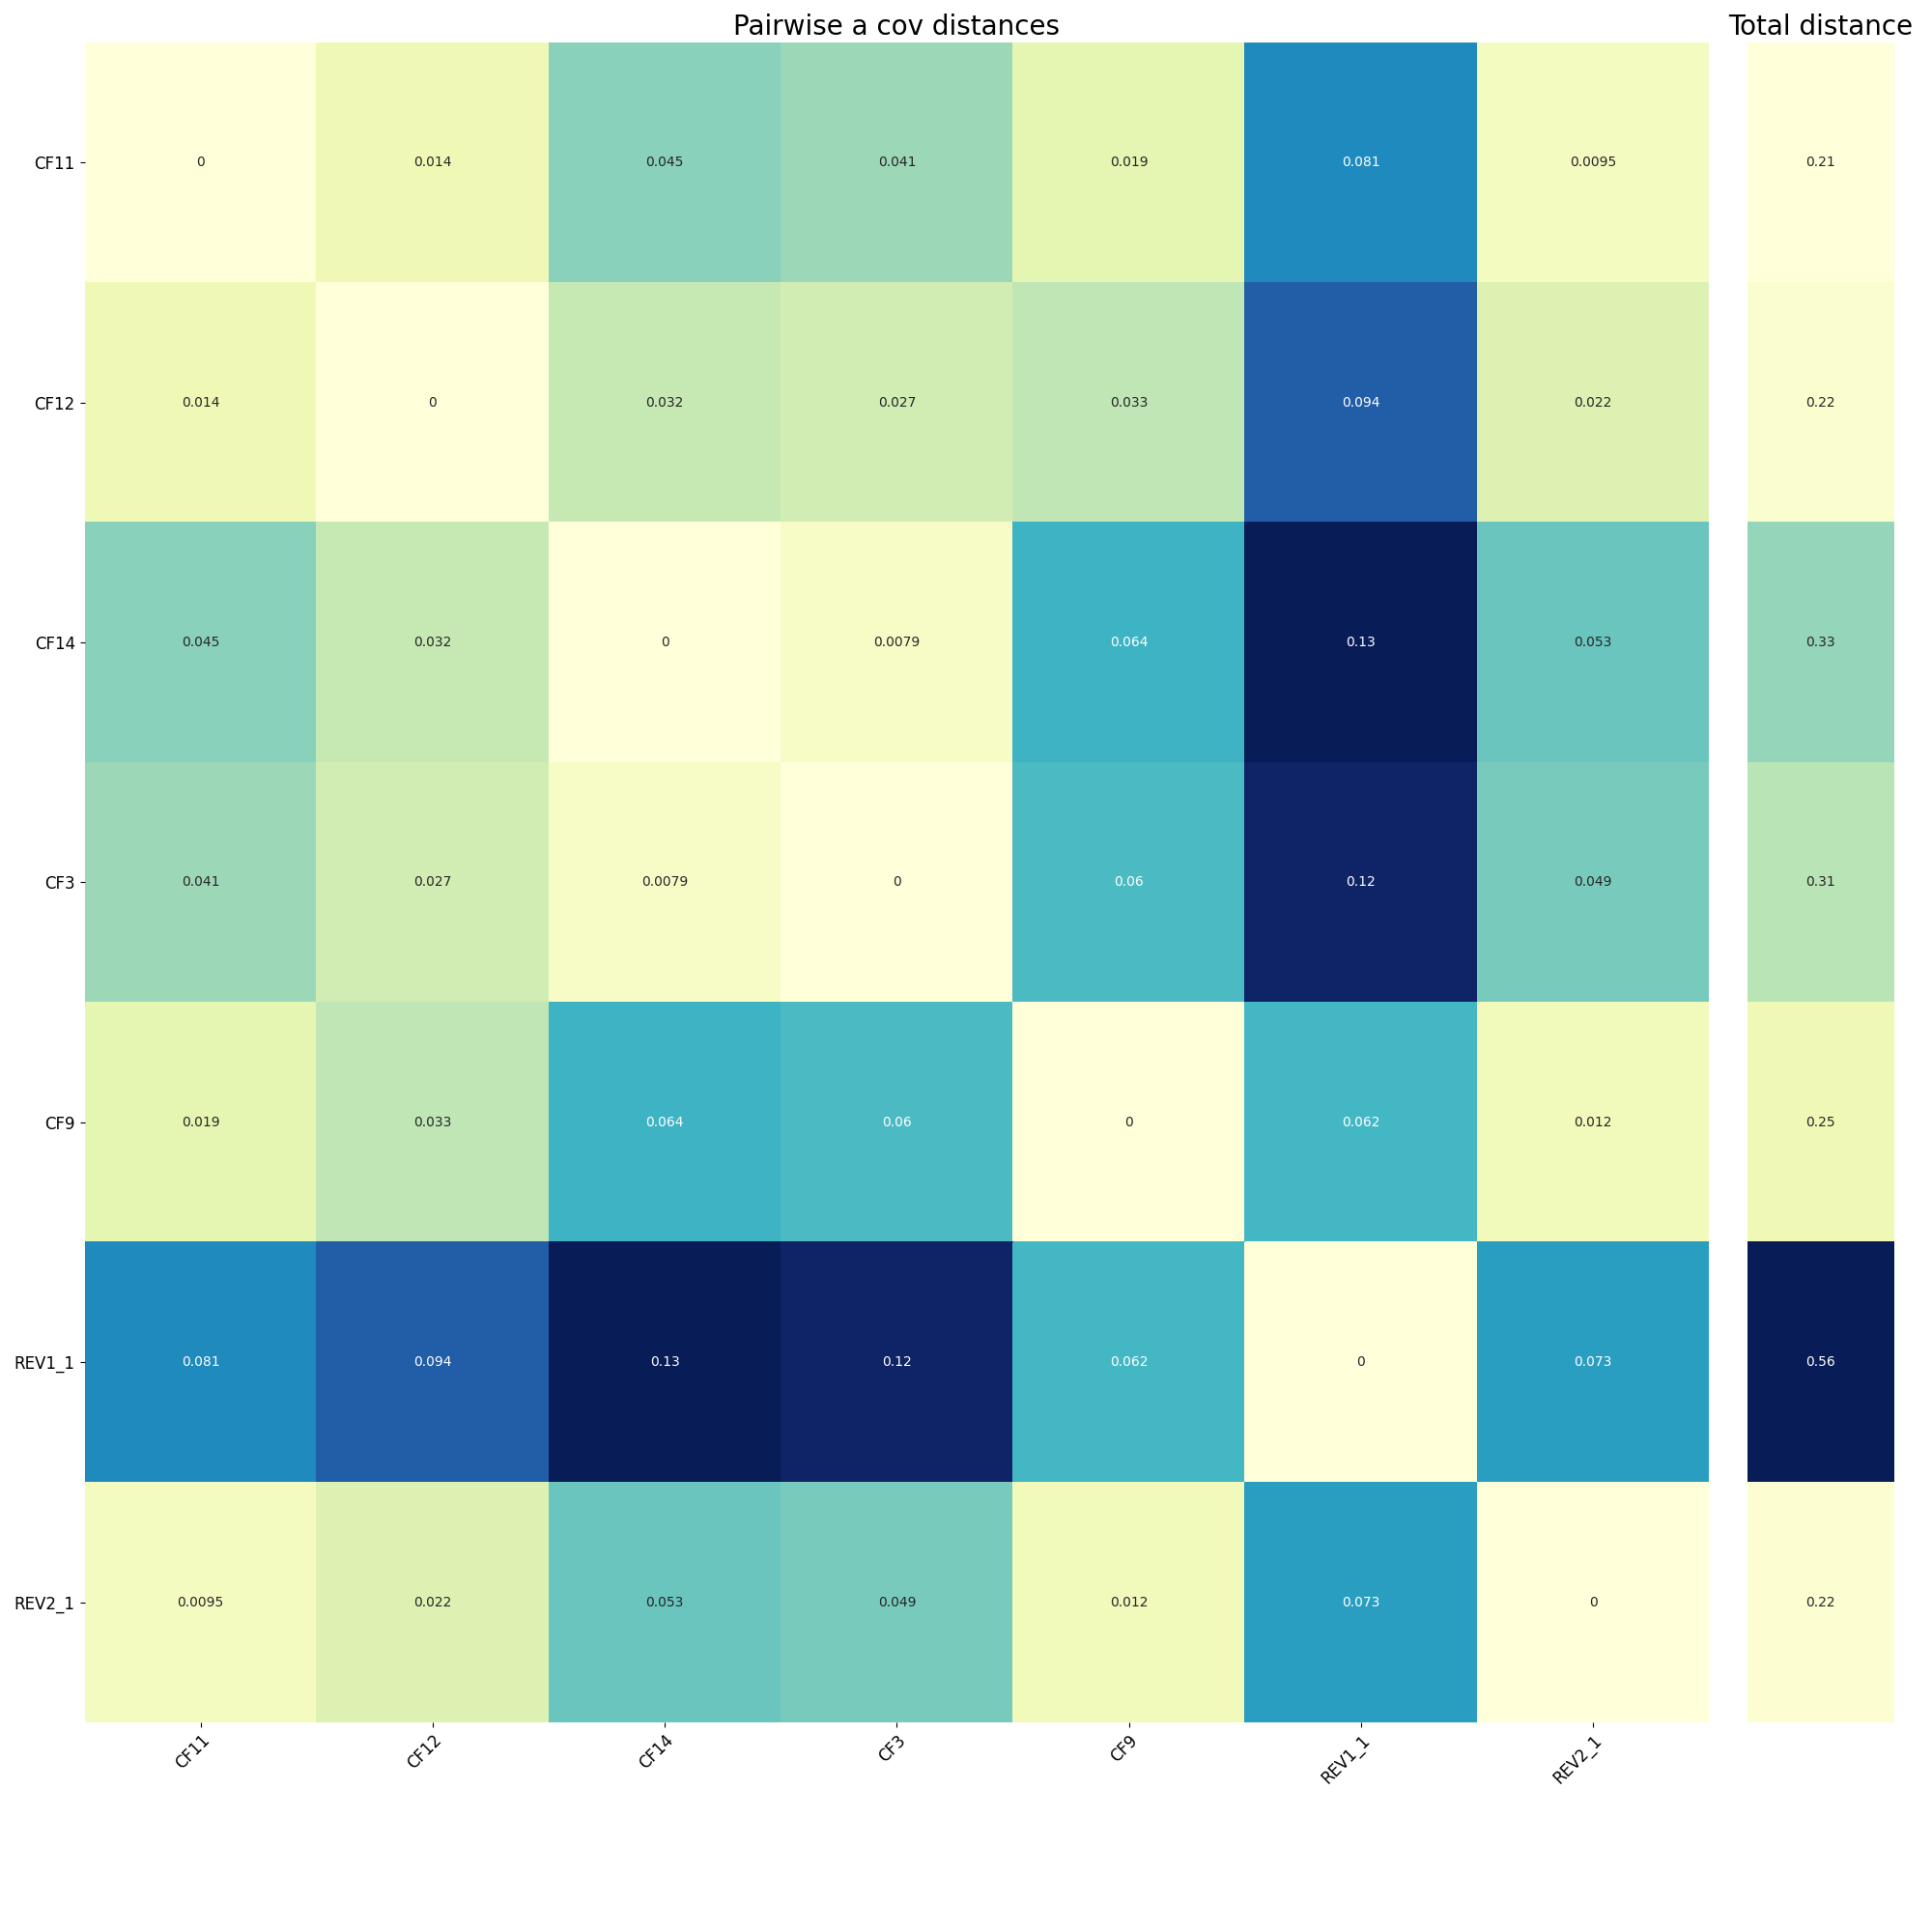 Pairwise a cov distances Total distance
CF11 0 0.014 0.045 0.041 0.019 0.081 0.0095 0.21
CF12 0.014 0 0.032 0.027 0.033 0.094 0.022 0.22
CF14 0.045 0.032 0 0.0079 0.064 0.13 0.053 0.33
CF3 0.041 0.027 0.0079 0 0.06 0.12 0.049 0.31
CF9 0.019 0.033 0.064 0.06 0 0.062 0.012 0.25
REV1_1 0.081 0.094 0.13 0.12 0.062 0 0.073 0.56
REV2_1 0.0095 0.022 0.053 0.049 0.012 0.073 0 0.22
CF11 CF12 CF14 CF3 CF9 REV1_1 REV2_1